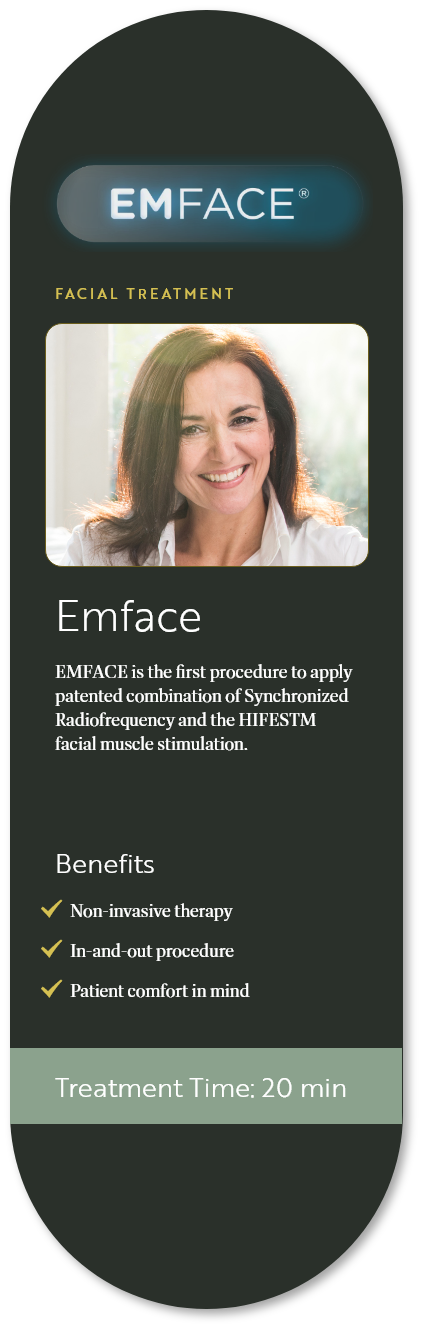 EMFACE®
FACIAL TREATMENT
Emface
EMFACE is the first procedure to apply
patented combination of Synchronized
Radiofrequency and the HIFESTM
facial muscle stimulation.
Benefits
Non-invasive therapy
In-and-out procedure
Patient comfort in mind
Treatment Time: 20 min